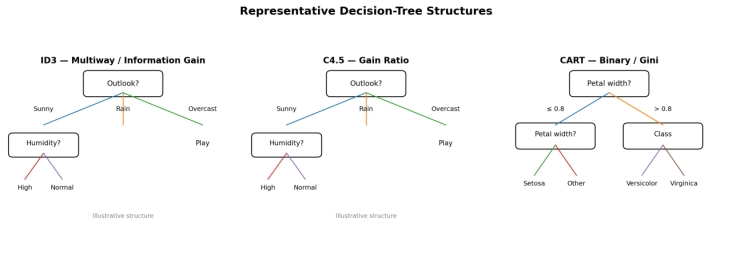 Representative Decision-Tree Structures
ID3 — Multiway / Information Gain
Outlook?
Sunny
Rain
Overcast
Humidity?
Play
High
Normal
Illustrative structure
C4.5 — Gain Ratio
Outlook?
Sunny
Rain
Overcast
Humidity?
Play
High
Normal
Illustrative structure
CART — Binary / Gini
Petal width?
≤ 0.8
> 0.8
Petal width?
Class
Setosa
Other
Versicolor
Virginica